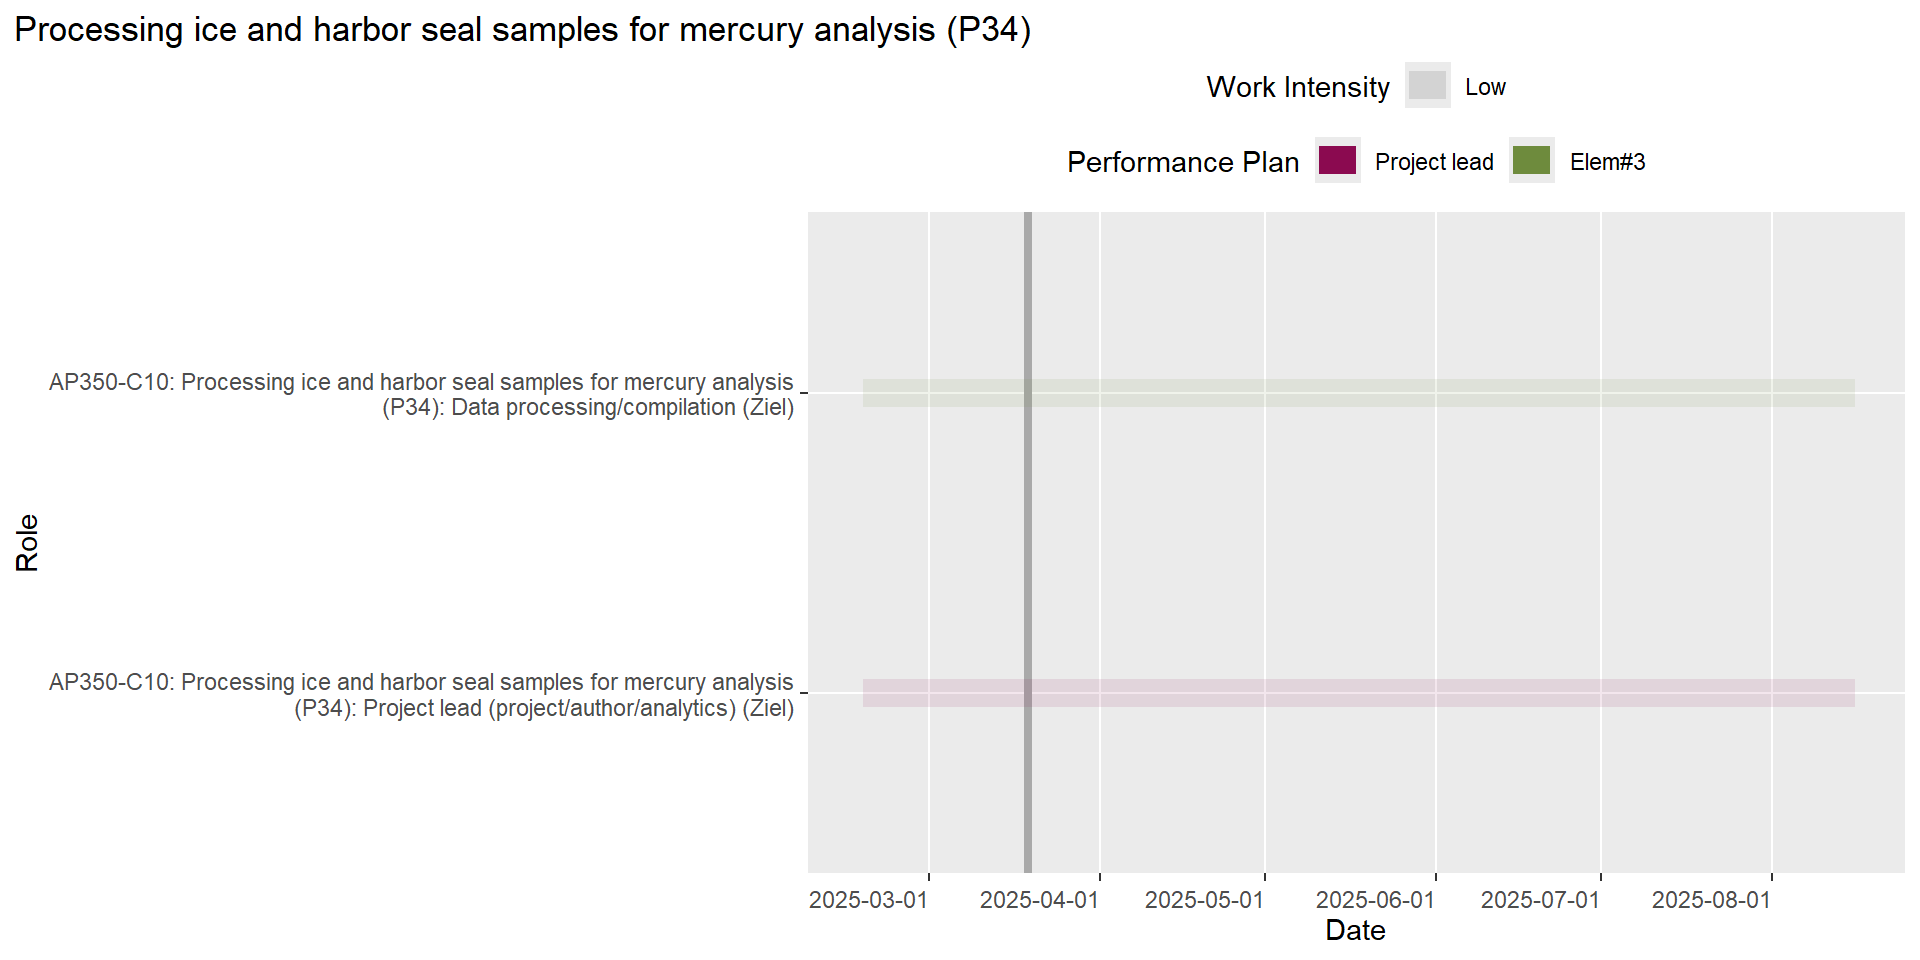 Processing ice and harbor seal samples for mercury analysis (P34)
Work Intensity Low
Performance Plan Project lead Elem#3
AP350-C10: Processing ice and harbor seal samples for mercury analysis
(P34): Data processing/compilation (Ziel)
Role
AP350-C10: Processing ice and harbor seal samples for mercury analysis
(P34): Project lead (project/author/analytics) (Ziel)
2025-03-01 2025-04-01 2025-05-01 2025-06-01 2025-07-01 2025-08-01
Date